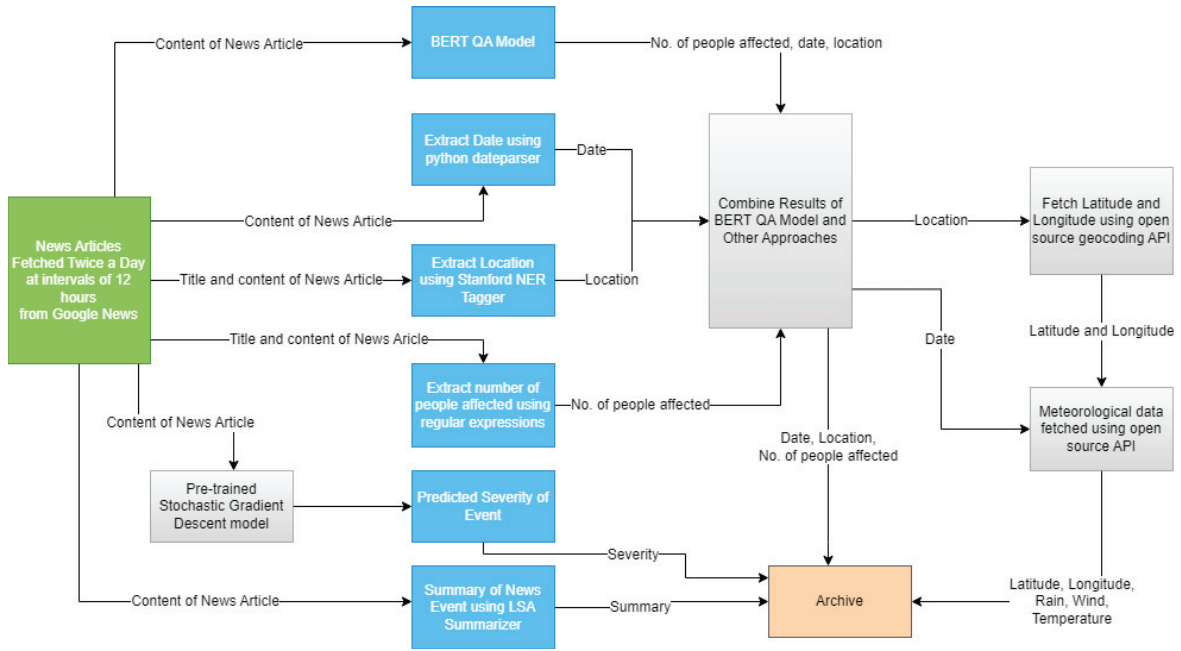 Content of News Article
BERT QA Model
No. of people affected, date, location
Extract Date using
python dateparser
Date
Content of News Article
News Articles
Fetched Twice a Day
at intervals of 12
hours
from Google News
Title and content of News Article
Extract Location
using Stanford NER
Tagger
Location
Combine Results of
BERT QA Model and
Other Approaches
Location
Fetch Latitude and
Longitude using open
source geocoding API
Title and content of News Aricle
Date
Latitude and Longitude
Extract number of
people affected using
regular expressions
No. of people affected
Meteorological data
fetched using open
source API
Content of News Article
Date, Location,
No. of people affected
Pre-trained
Stochastic Gradient
Descent model
Predicted Severity of
Event
Severity
Content of News Article
Summary of News
Event using LSA
Summarizer
Summary
Archive
Latitude, Longitude,
Rain, Wind,
Temperature